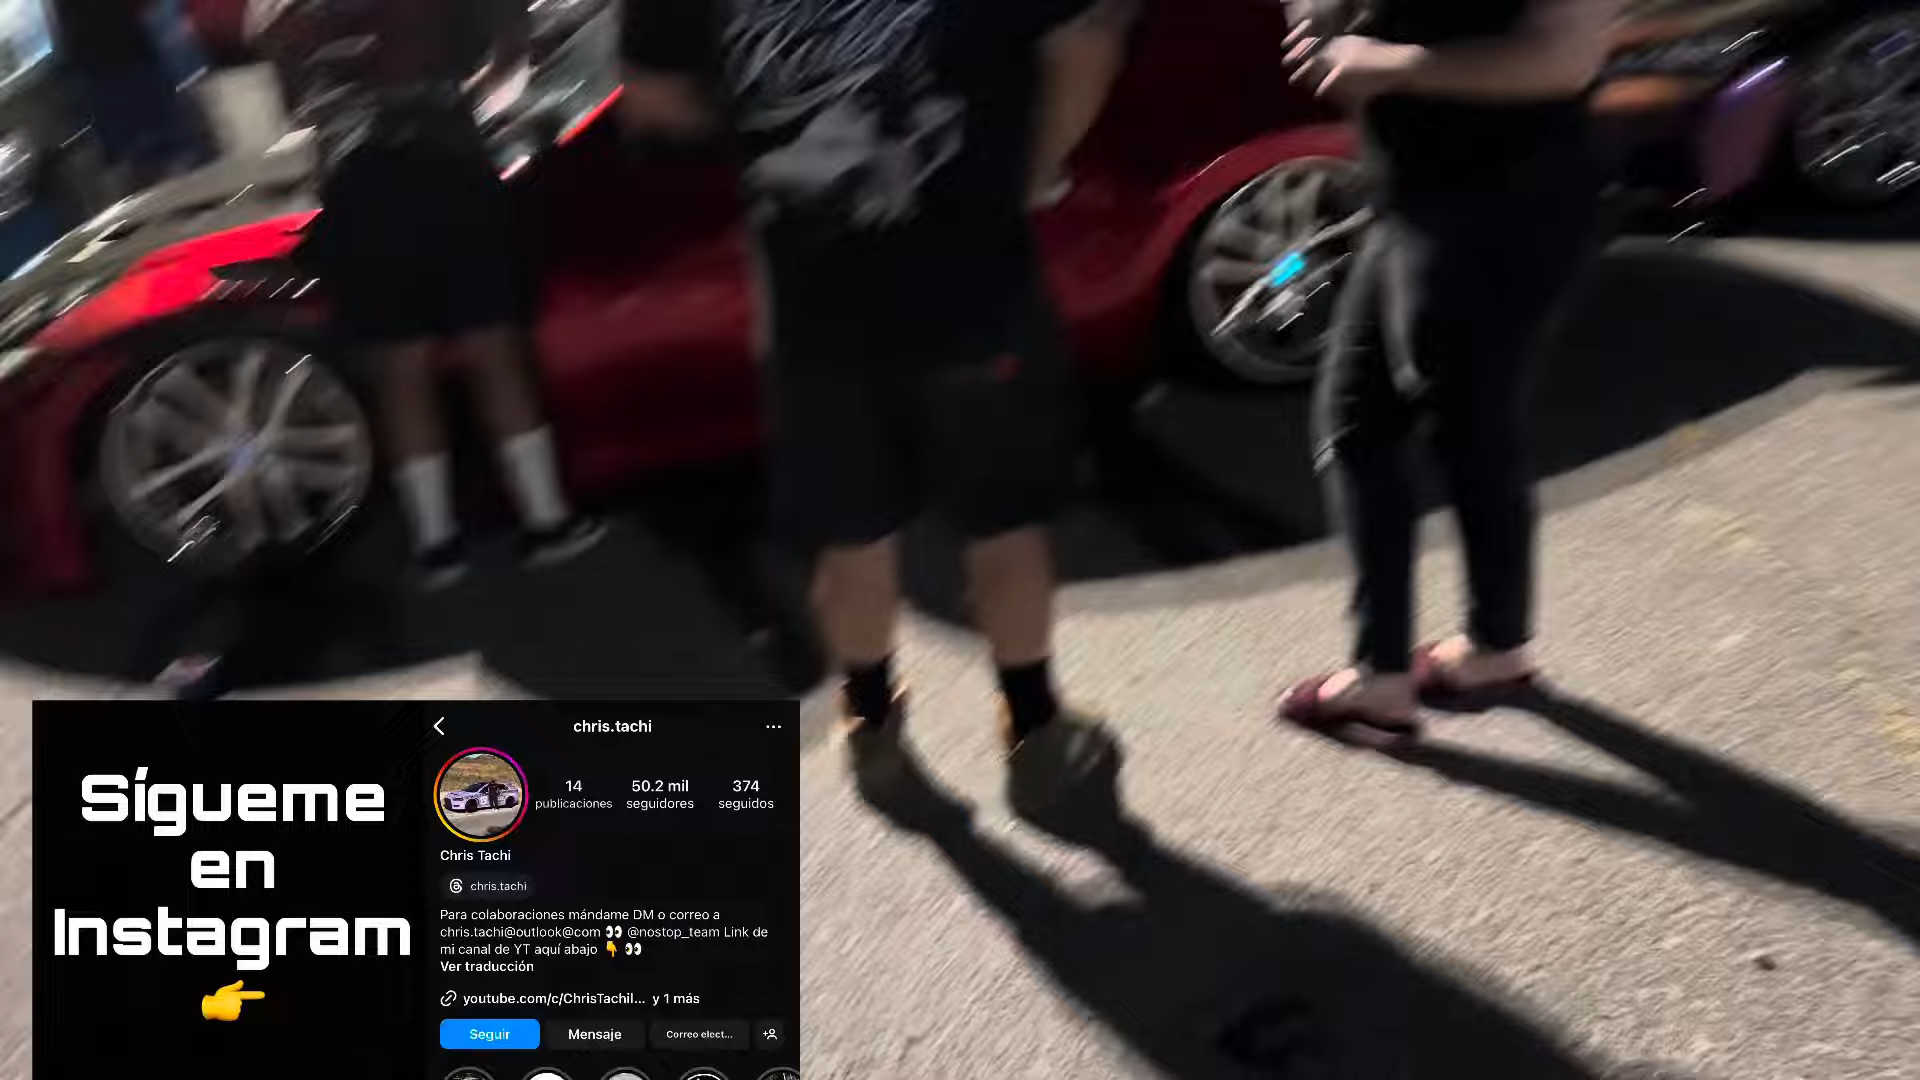 Sígueme
en
Instagram
chris.tachi
14
publicaciones
50.2 mil
seguidores
374
seguidos
Chris Tachi
chris.tachi
Para colaboraciones mándame DM o correo a
chris.tachi@outlook@com 👀 @nostop_team Link de
mi canal de YT aquí abajo 👇 👀
Ver traducción
youtube.com/c/ChrisTachiI... y 1 más
Seguir
Mensaje
Correo elect...